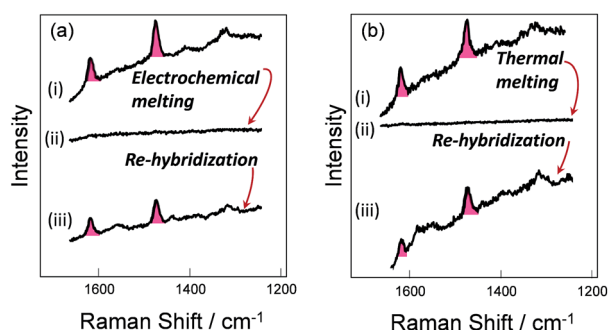 (a)
(i)
Electrochemical
melting
(ii)
Re-hybridization
(iii)
Intensity
1600
1400
1200
Raman Shift / cm⁻¹
(b)
(i)
Thermal
melting
(ii)
Re-hybridization
(iii)
Intensity
1600
1400
1200
Raman Shift / cm⁻¹